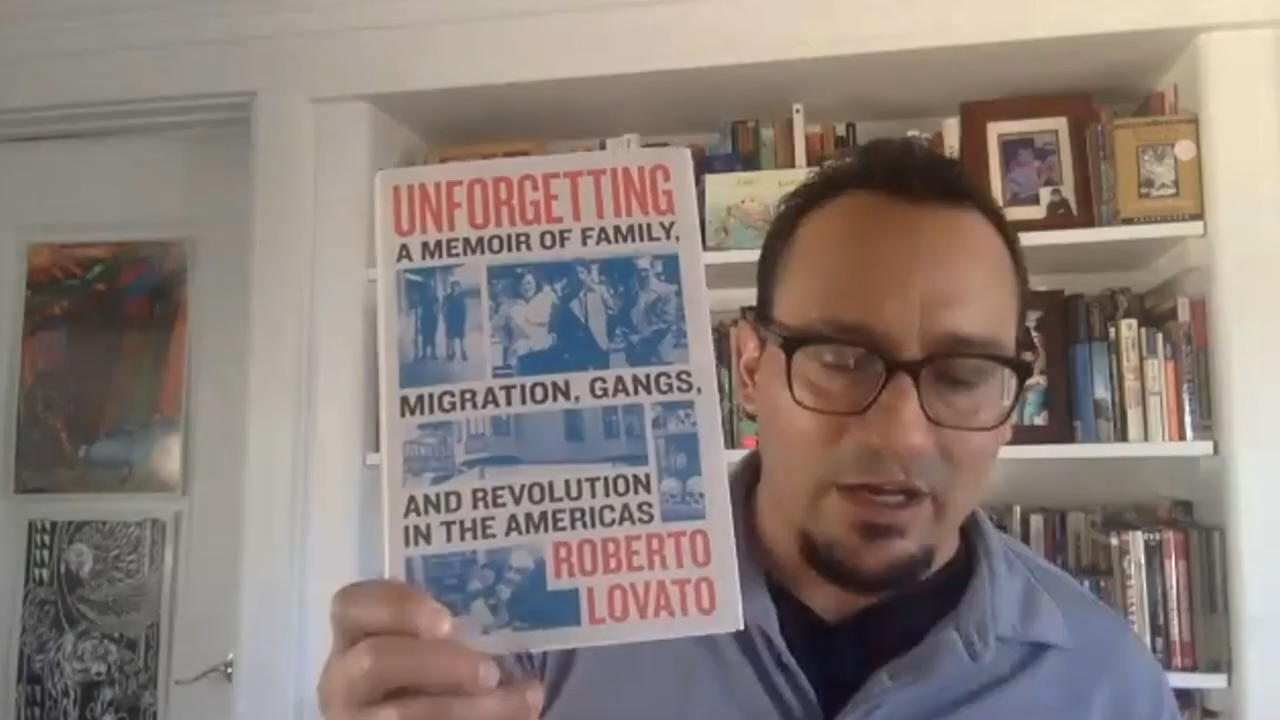 UNFORGETTING
A MEMOIR OF FAMILY,
MIGRATION, GANGS,
AND REVOLUTION
IN THE AMERICAS
ROBERTO
LOVATO